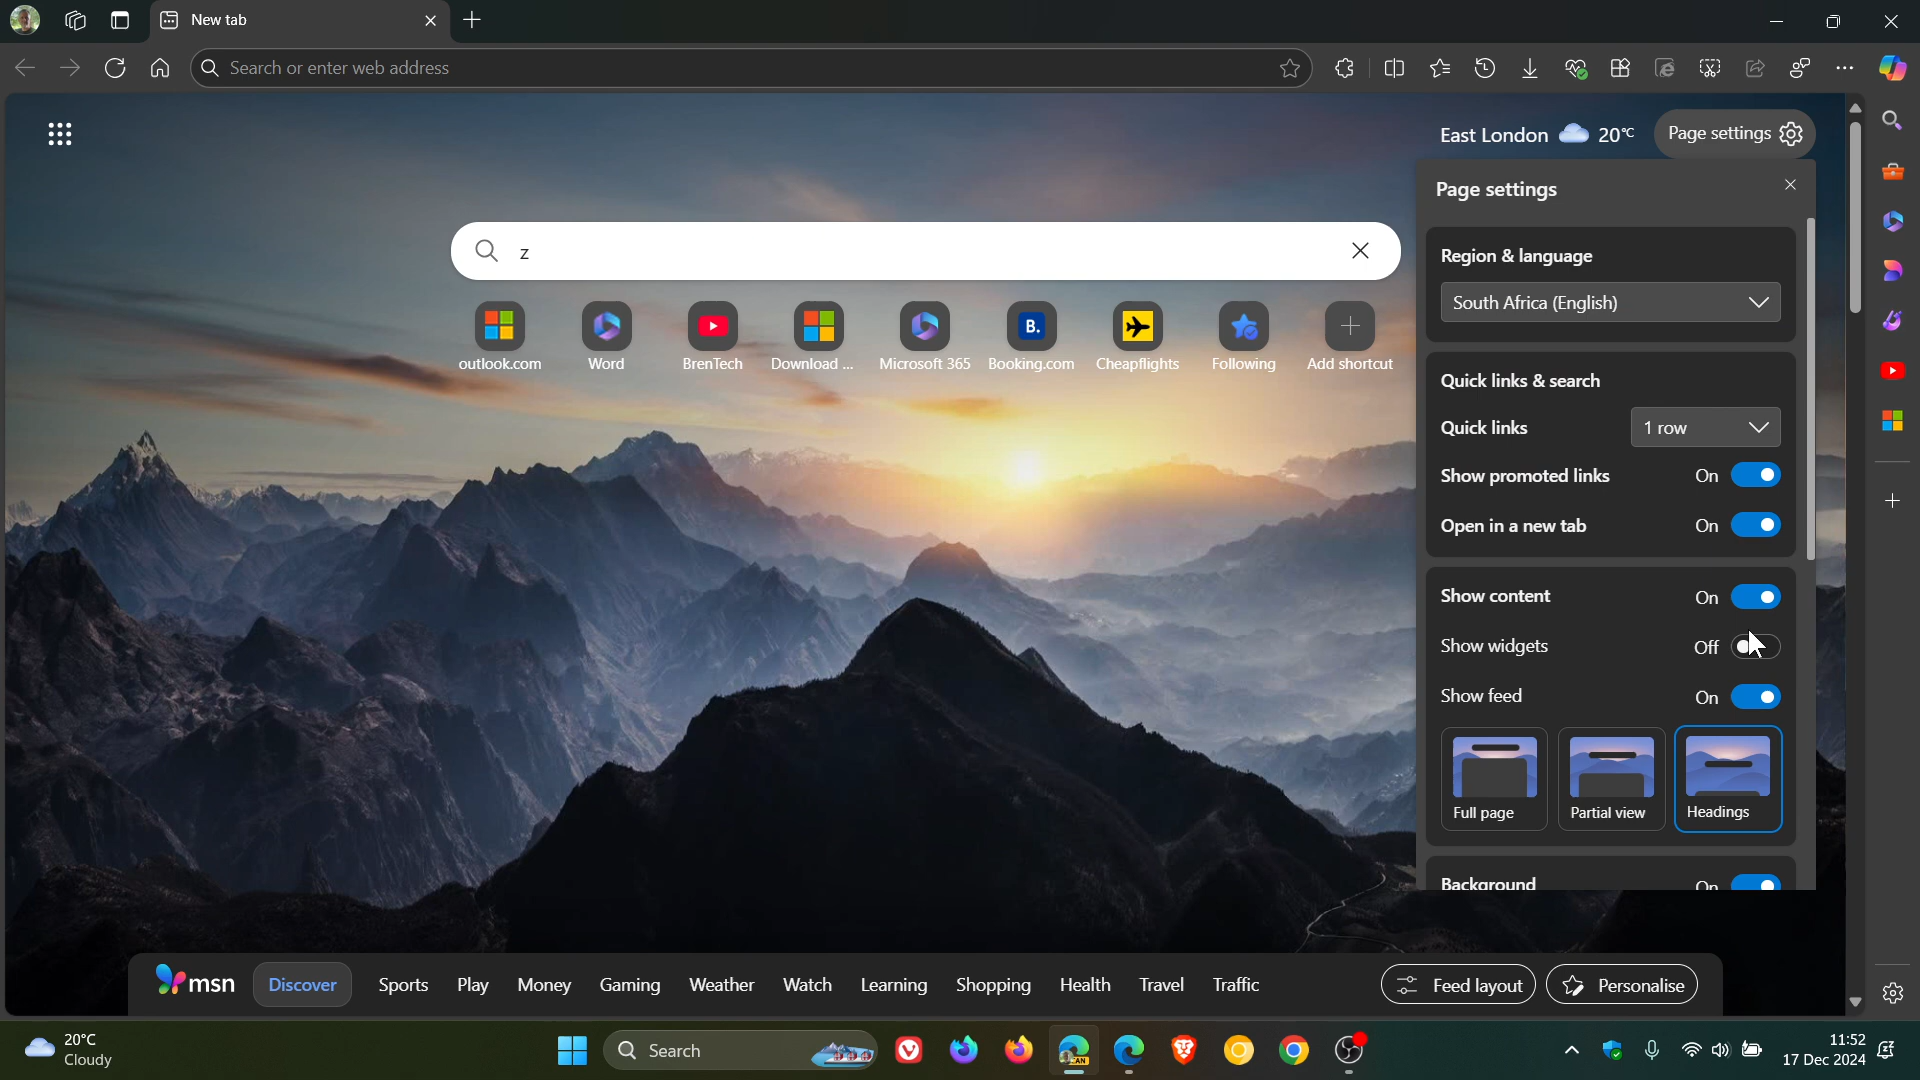 New tab
Search or enter web address
East London 20°C Page settings
Page settings
Region & language
South Africa (English)
Quick links & search
Quick links 1 row
Show promoted links On
Open in a new tab On
Show content On
Show widgets Off
Show feed On
Full page Partial view Headings
Background On
z
B.
outlook.com Word BrenTech Download ... Microsoft 365 Booking.com Cheapflights Following Add shortcut
msn Discover Sports Play Money Gaming Weather Watch Learning Shopping Health Travel Traffic Feed layout Personalise
20°C
Cloudy
Search
CAN
11:52
17 Dec 2024